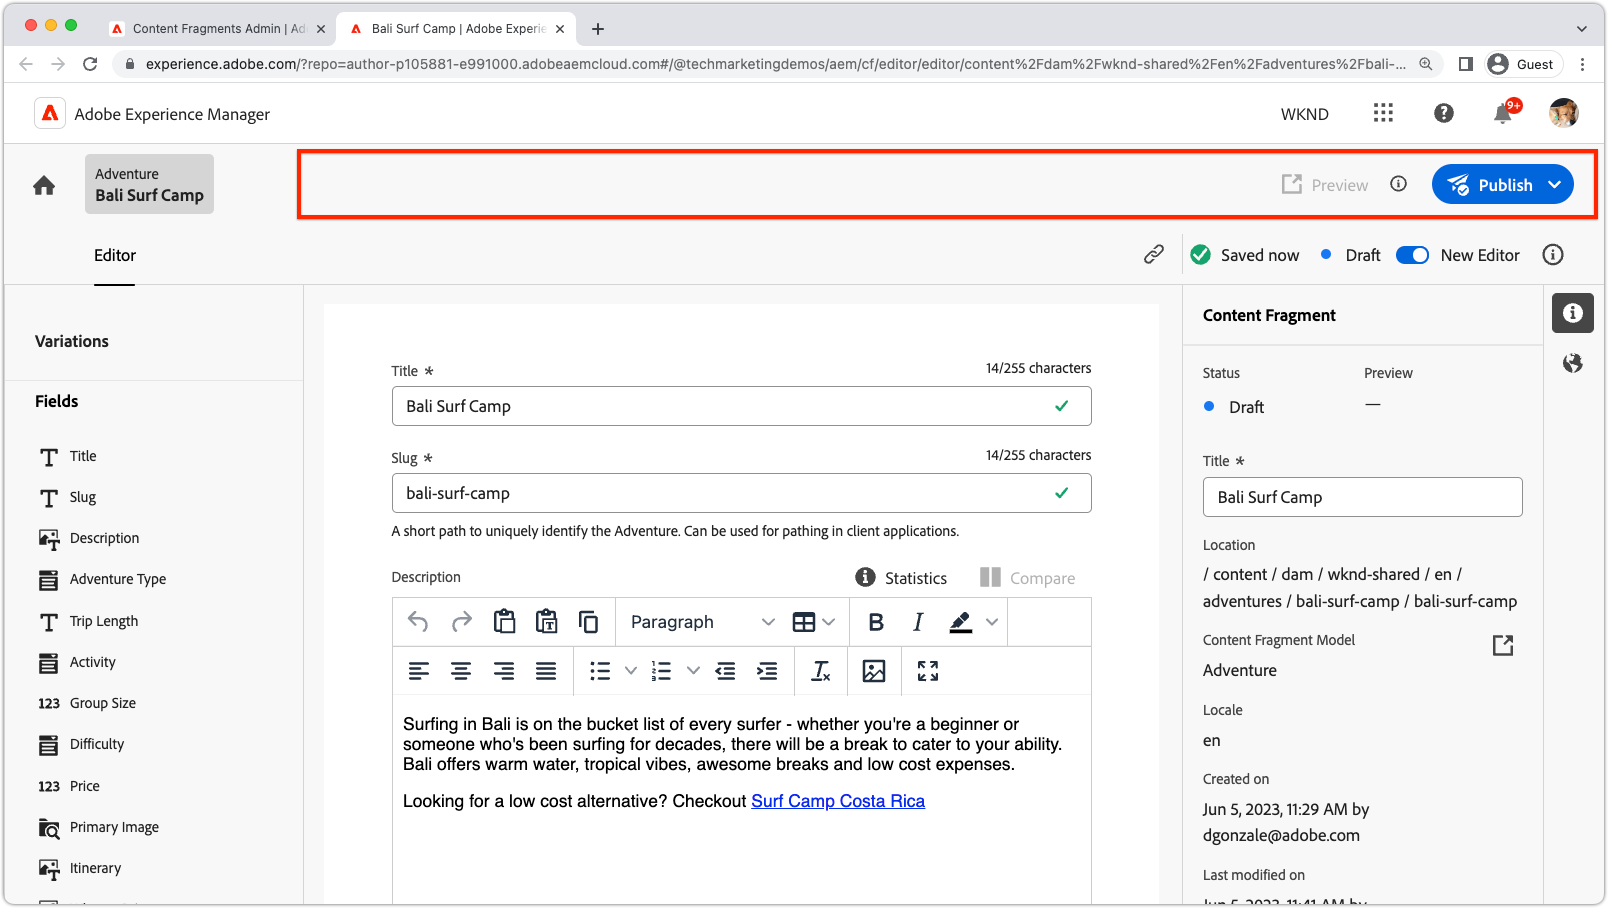 Content Fragments Admin | Ad
Bali Surf Camp | Adobe Experie
experience.adobe.com/?repo=author-p105881-e991000.adobeaemcloud.com#/@techmarketingdemos/aem/cf/editor/editor/content%2Fdam%2Fwknd-shared%2Fen%2Fadventures%2Fbali-...
Guest
Adobe Experience Manager
WKND
9+
Adventure
Bali Surf Camp
Preview
Publish
Editor
Saved now
Draft
New Editor
Variations
Fields
Title
Slug
Description
Adventure Type
Trip Length
Activity
123 Group Size
Difficulty
123 Price
Primary Image
Itinerary
Title *
14/255 characters
Bali Surf Camp
Slug *
14/255 characters
bali-surf-camp
A short path to uniquely identify the Adventure. Can be used for pathing in client applications.
Description
Statistics
Compare
Paragraph
B
I
Surfing in Bali is on the bucket list of every surfer - whether you're a beginner or
someone who's been surfing for decades, there will be a break to cater to your ability.
Bali offers warm water, tropical vibes, awesome breaks and low cost expenses.
Looking for a low cost alternative? Checkout Surf Camp Costa Rica
Content Fragment
Status
Preview
Draft
—
Title *
Bali Surf Camp
Location
/ content / dam / wknd-shared / en /
adventures / bali-surf-camp / bali-surf-camp
Content Fragment Model
Adventure
Locale
en
Created on
Jun 5, 2023, 11:29 AM by
dgonzale@adobe.com
Last modified on
Jun 5, 2023, 11:41 AM by